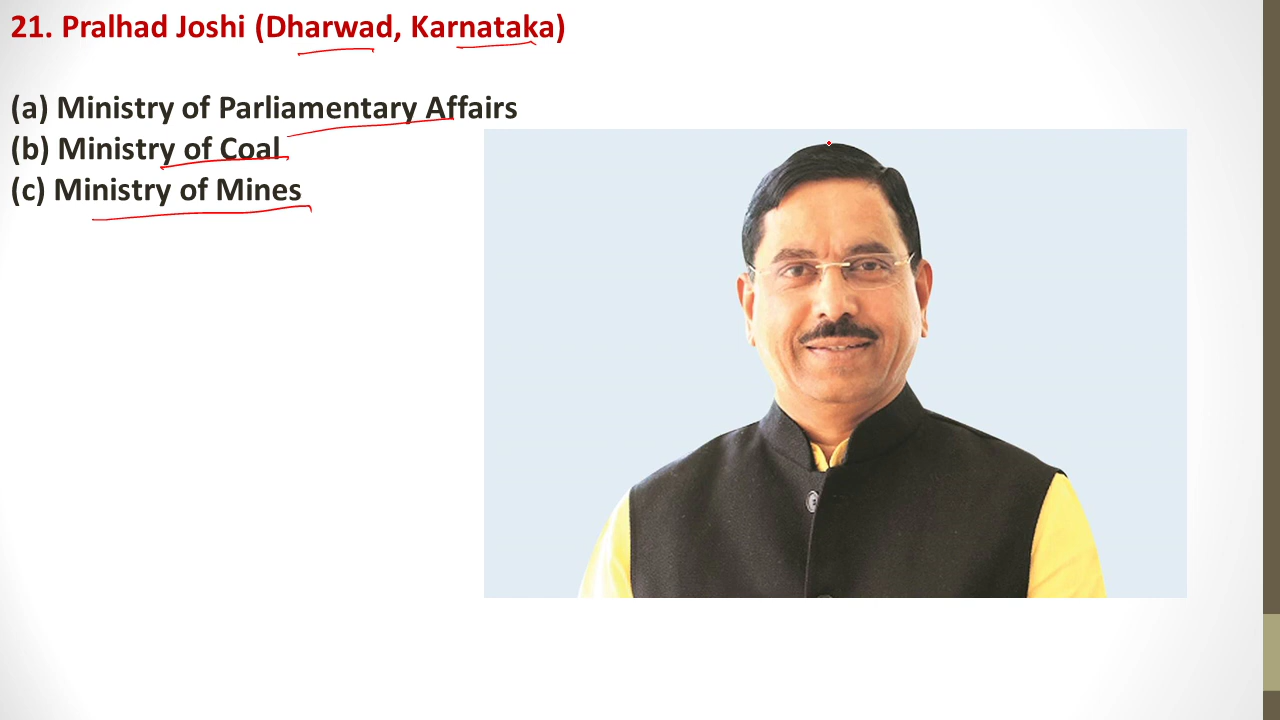 21. Pralhad Joshi (Dharwad, Karnataka)
(a) Ministry of Parliamentary Affairs
(b) Ministry of Coal
(c) Ministry of Mines